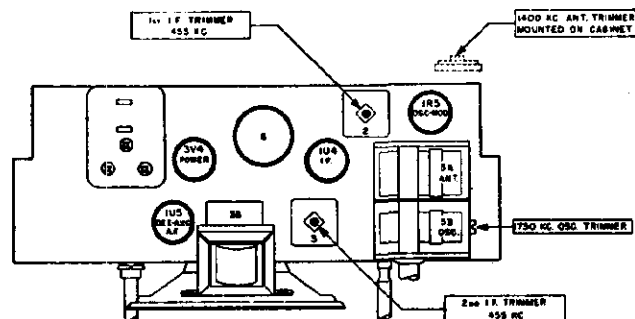 1st I.F. TRIMMER
455 KC
1400 KC ANT. TRIMMER
MOUNTED ON CABINET
1R5
OSC-MOD
2
6
3V4
POWER
1U4
I.F.
5A
ANT.
1U5
DET-AVC
A.F.
3
5B
OSC.
1750 KC. OSC. TRIMMER
2nd I.F. TRIMMER
455 KC